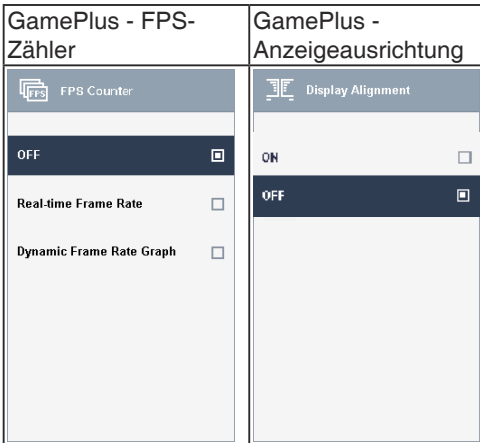 GamePlus - FPS-
Zähler
GamePlus -
Anzeigeausrichtung
FPS
FPS Counter
OFF
Real-time Frame Rate
Dynamic Frame Rate Graph
Display Alignment
ON
OFF